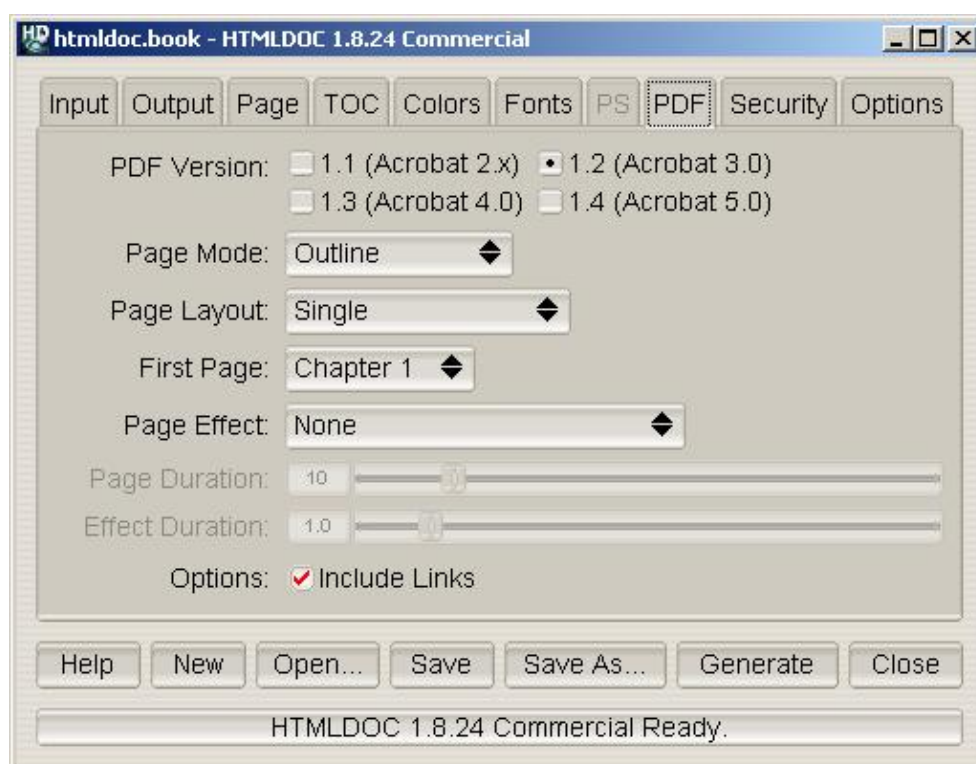 htmldoc.book - HTMLDOC 1.8.24 Commercial
Input Output Page TOC Colors Fonts PS PDF Security Options
PDF Version: 1.1 (Acrobat 2.x) 1.2 (Acrobat 3.0)
1.3 (Acrobat 4.0) 1.4 (Acrobat 5.0)
Page Mode: Outline
Page Layout: Single
First Page: Chapter 1
Page Effect: None
Page Duration: 10
Effect Duration: 1.0
Options: Include Links
Help New Open... Save Save As... Generate Close
HTMLDOC 1.8.24 Commercial Ready.